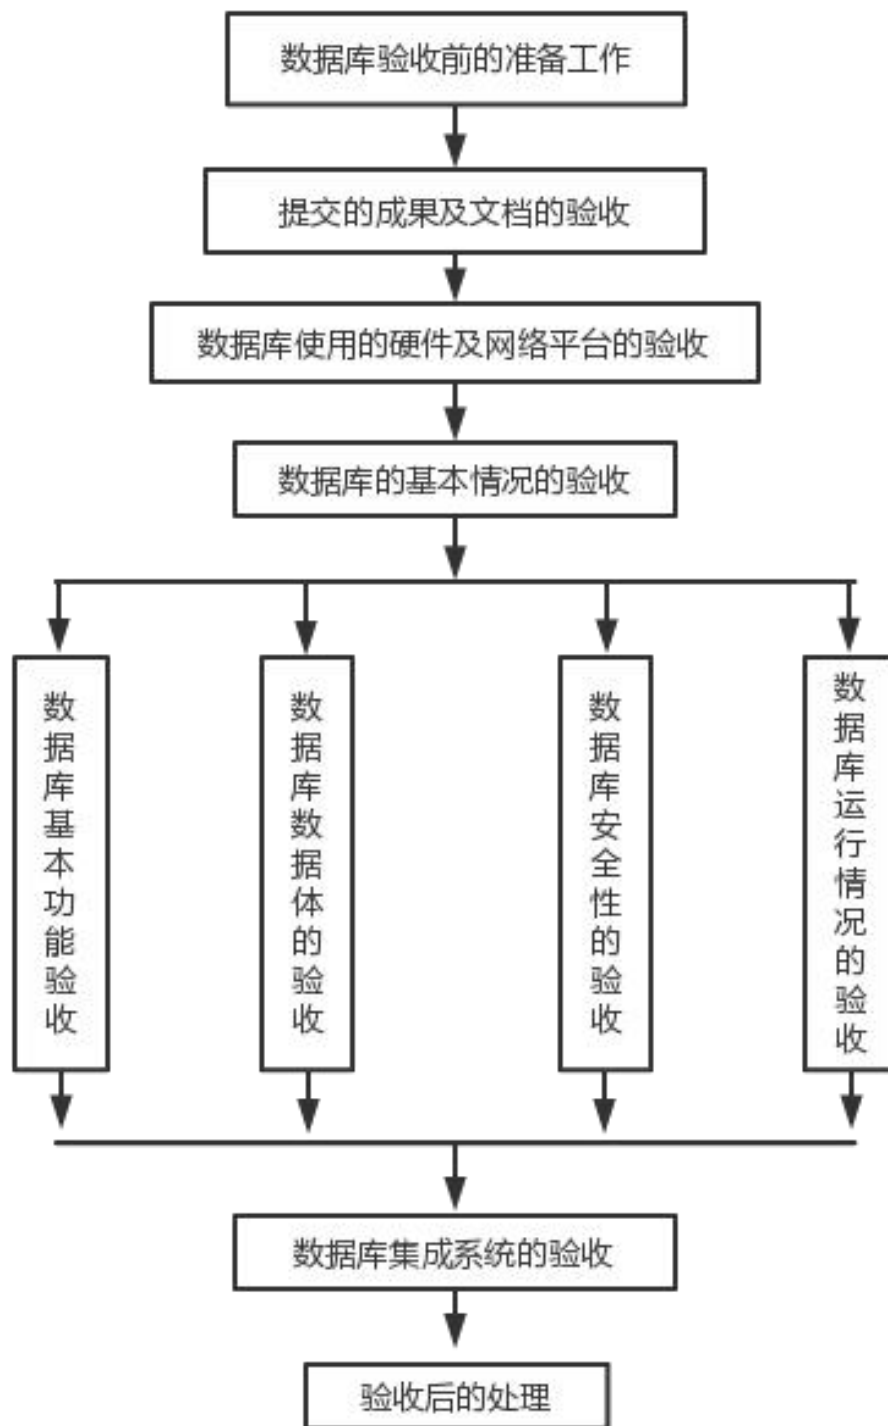 数据库验收前的准备工作
提交的成果及文档的验收
数据库使用的硬件及网络平台的验收
数据库的基本情况的验收
数据库基本功能验收
数据库数据体的验收
数据库安全性的验收
数据库运行情况的验收
数据库集成系统的验收
验收后的处理